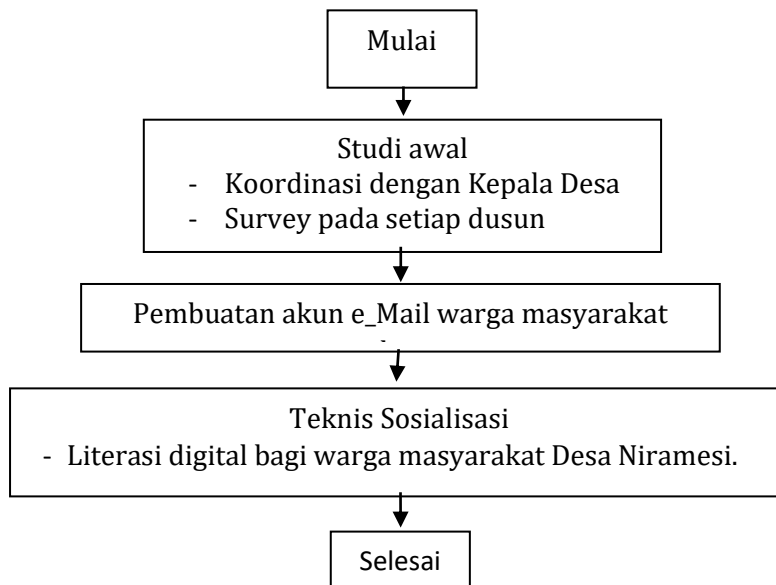 Mulai
Studi awal
- Koordinasi dengan Kepala Desa
- Survey pada setiap dusun
Pembuatan akun e_Mail warga masyarakat
-
Teknis Sosialisasi
- Literasi digital bagi warga masyarakat Desa Niramesi.
Selesai